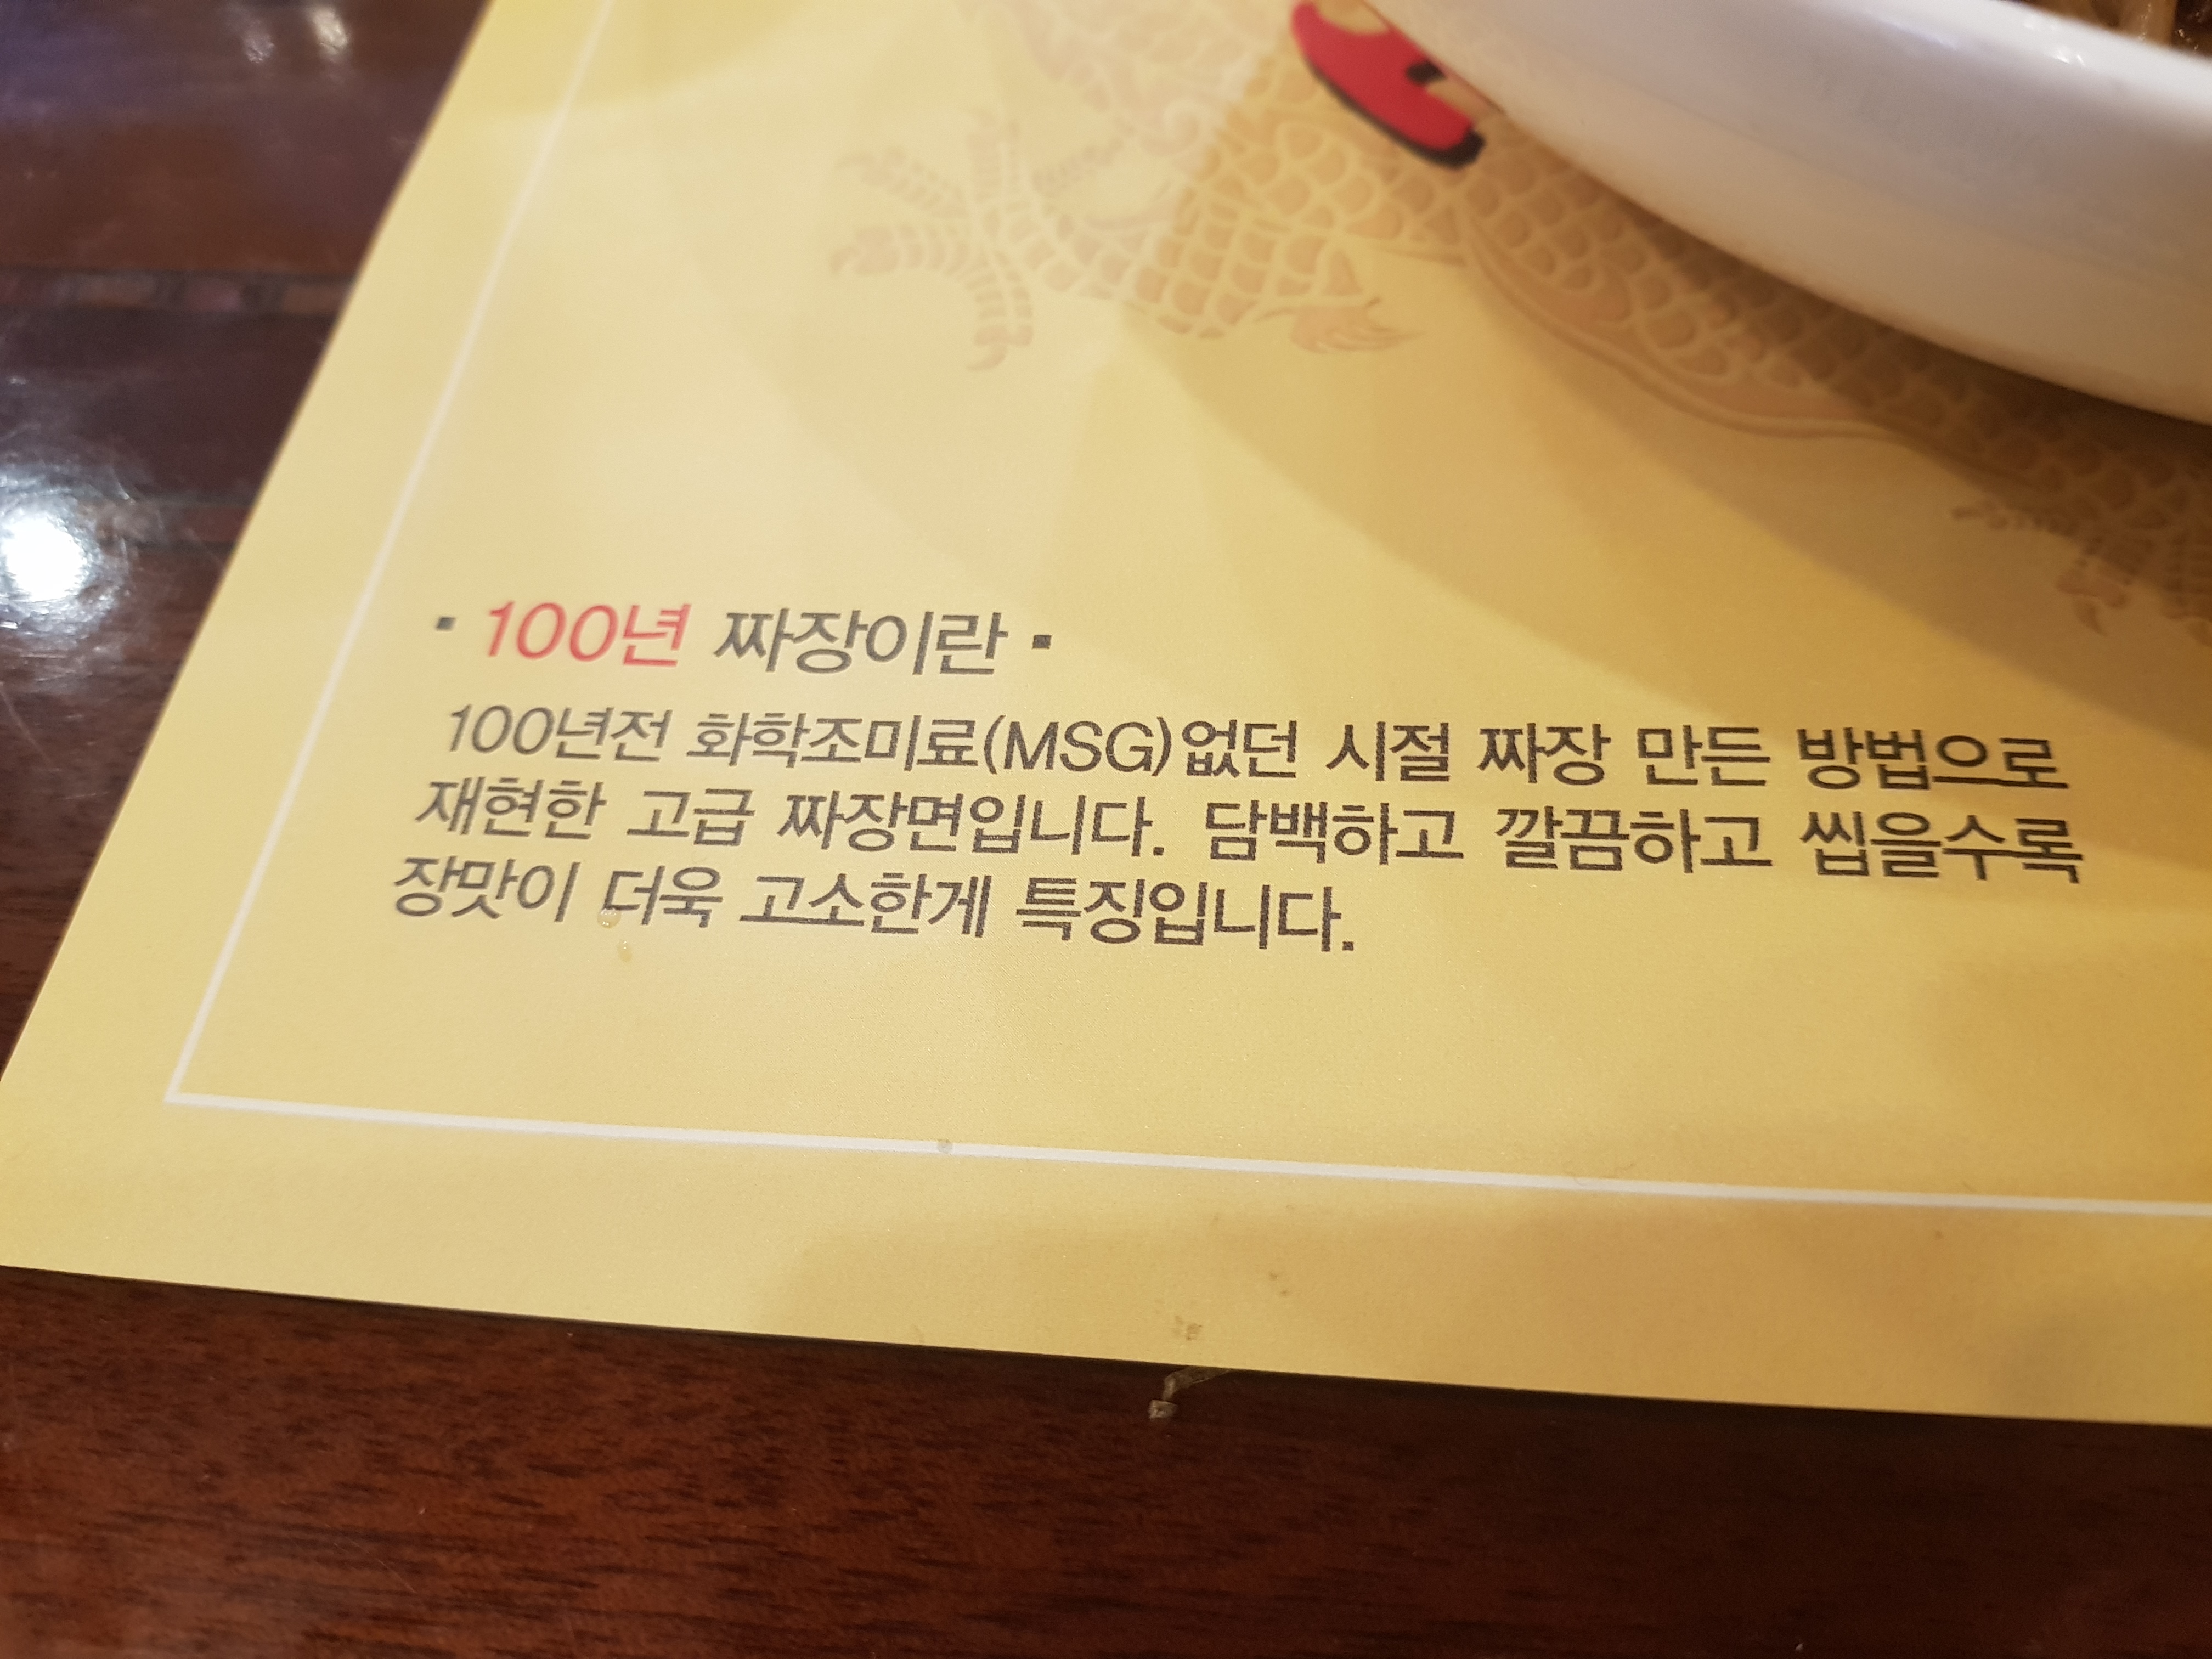 ▪ 100년 짜장이란 ▪
100년전 화학조미료(MSG)없던 시절 짜장 만든 방법으로
재현한 고급 짜장면입니다. 담백하고 깔끔하고 씹을수록
장맛이 더욱 고소한게 특징입니다.